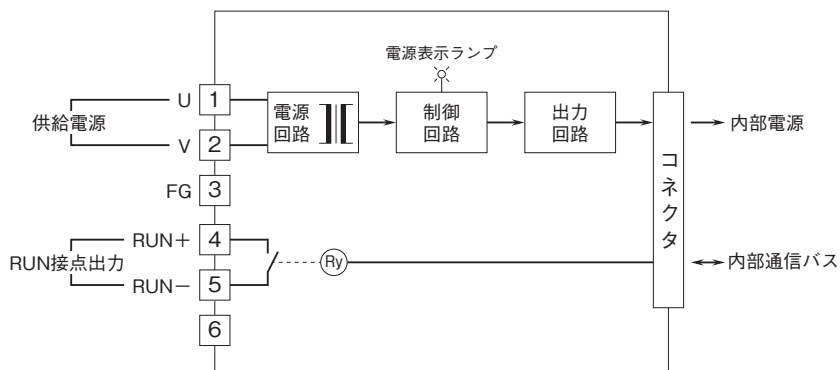 電源表示ランプ
供給電源
U
1
V
2
電源
回路
制御
回路
出力
回路
コネクタ
内部電源
FG
3
RUN接点出力
RUN＋
4
RUN－
5
Ry
内部通信バス
6